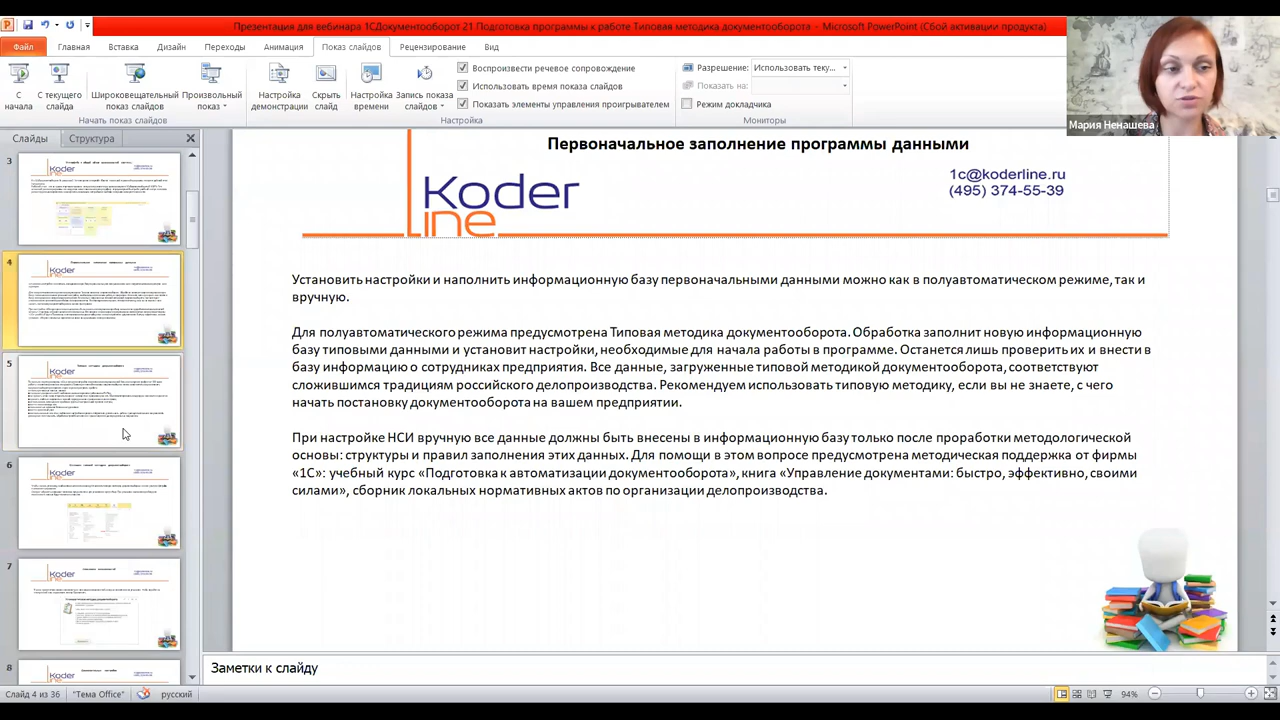 Презентация для вебинара 1СДокументооборот 21 Подготовка программы к работе Типовая методика документооборота - Microsoft PowerPoint (Сбой активации продукта)
Файл Главная Вставка Дизайн Переходы Анимация Показ слайдов Рецензирование Вид
С начала
С текущего слайда
Широковещательный показ слайдов
Произвольный показ
Начать показ слайдов
Настройка демонстрации
Скрыть слайд
Настройка времени
Запись показа слайдов
Воспроизвести речевое сопровождение
Использовать время показа слайдов
Показать элементы управления проигрывателем
Настройка
Разрешение: Использовать теку...
Показать на:
Режим докладчика
Мониторы
Мария Ненашева
Слайды Структура
3
4
5
6
7
8
Первоначальное заполнение программы данными
Koder
line
1c@koderline.ru
(495) 374-55-39
Установить настройки и наполнить информационную базу первоначальными данными можно как в полуавтоматическом режиме, так и
вручную.
Для полуавтоматического режима предусмотрена Типовая методика документооборота. Обработка заполнит новую информационную
базу типовыми данными и установит настройки, необходимые для начала работы в программе. Останется лишь проверить их и внести в
базу информацию о сотрудниках предприятия. Все данные, загруженные типовой методикой документооборота, соответствуют
сложившимся традициям российского делопроизводства. Рекомендуем использовать типовую методику, если вы не знаете, с чего
начать постановку документооборота на вашем предприятии.
При настройке НСИ вручную все данные должны быть внесены в информационную базу только после проработки методологической
основы: структуры и правил заполнения этих данных. Для помощи в этом вопросе предусмотрена методическая поддержка от фирмы
«1С»: учебный курс «Подготовка к автоматизации документооборота», книга «Управление документами: быстро, эффективно, своими
силами», сборник локальных нормативных актов по организации делопроизводства.
Заметки к слайду
Слайд 4 из 36 "Тема Office" русский 94%